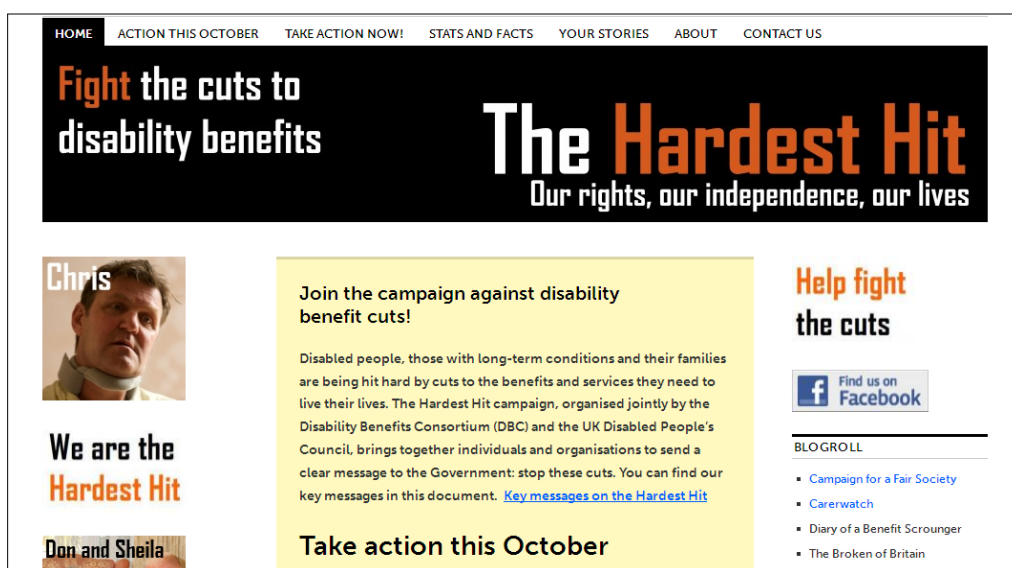 HOME ACTION THIS OCTOBER TAKE ACTION NOW! STATS AND FACTS YOUR STORIES ABOUT CONTACT US
Fight the cuts to
disability benefits
The Hardest Hit
Our rights, our independence, our lives
Chris
We are the
Hardest Hit
Don and Sheila
Join the campaign against disability
benefit cuts!
Disabled people, those with long-term conditions and their families
are being hit hard by cuts to the benefits and services they need to
live their lives. The Hardest Hit campaign, organised jointly by the
Disability Benefits Consortium (DBC) and the UK Disabled People's
Council, brings together individuals and organisations to send a
clear message to the Government: stop these cuts. You can find our
key messages in this document. Key messages on the Hardest Hit
Take action this October
Help fight
the cuts
Find us on
Facebook
BLOGROLL
Campaign for a Fair Society
Carerwatch
Diary of a Benefit Scrounger
The Broken of Britain